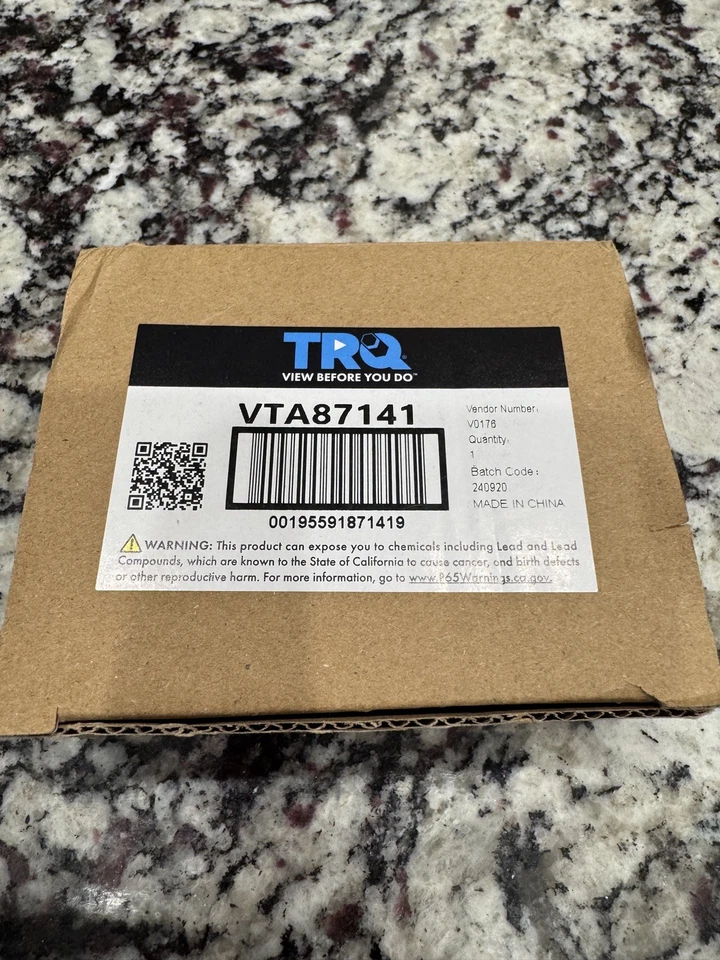 TRQ®
VIEW BEFORE YOU DO™
VTA87141
00195591871419
Vendor Number:
V0176
Quantity:
1
Batch Code:
240920
MADE IN CHINA
WARNING: This product can expose you to chemicals including Lead and Lead
Compounds, which are known to the State of California to cause cancer, and birth defects
or other reproductive harm. For more information, go to www.P65Warnings.ca.gov.